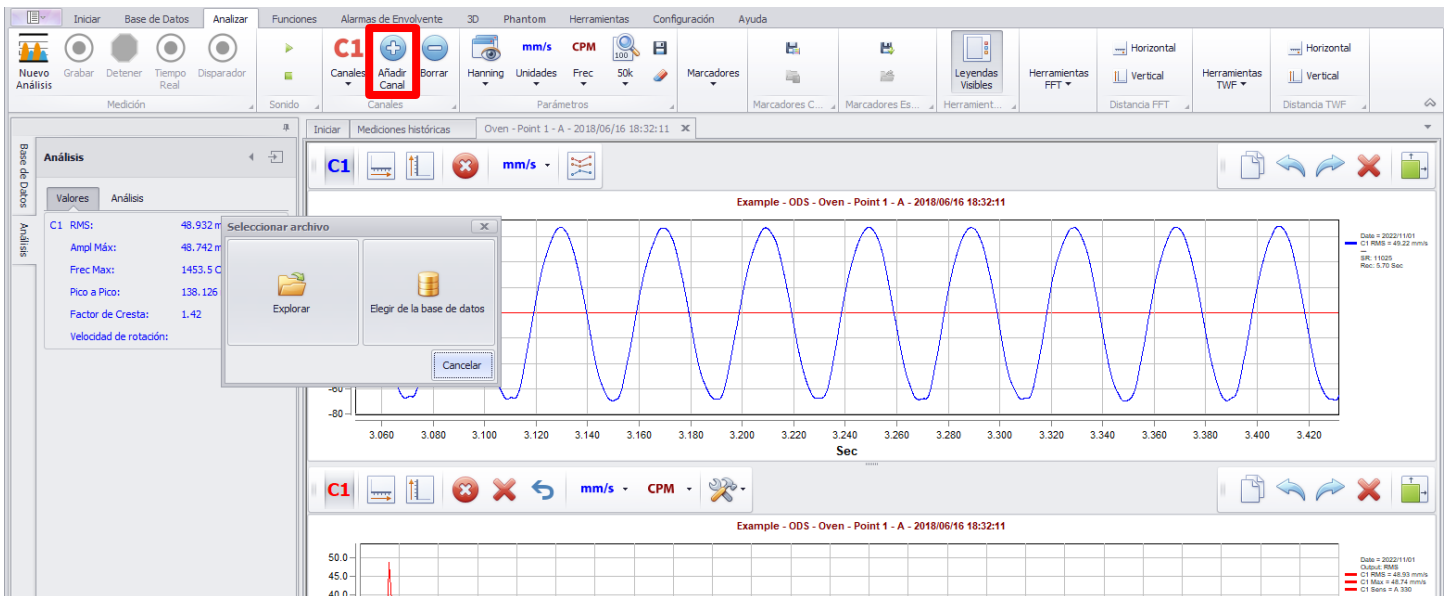 Iniciar Base de Datos Analizar Funciones Alarmas de Envolvente 3D Phantom Herramientas Configuración Ayuda
Nuevo Análisis
Grabar
Detener
Tiempo Real
Disparador
Medición
Sonido
C1
Canales
Añadir Canal
Borrar
Canales
Hanning
mm/s
Unidades
CPM
Frec
100
50k
Parámetros
Marcadores
Marcadores C...
Marcadores Es...
Leyendas Visibles
Herramient...
Herramientas FFT
Horizontal
Vertical
Distancia FFT
Herramientas TWF
Horizontal
Vertical
Distancia TWF
Base de Datos
Análisis
Análisis
Valores Análisis
C1 RMS: 48.932 m
Ampl Máx: 48.742 m
Frec Max: 1453.5 C
Pico a Pico: 138.126
Factor de Cresta: 1.42
Velocidad de rotación:
Iniciar Mediciones históricas Oven - Point 1 - A - 2018/06/16 18:32:11
C1 mm/s
Example - ODS - Oven - Point 1 - A - 2018/06/16 18:32:11
Seleccionar archivo
Explorar
Elegir de la base de datos
Cancelar
Date = 2022/11/01
C1 RMS = 49.22 mm/s
SR: 11025
Rec: 5.70 Sec
-60
-80
3.060 3.080 3.100 3.120 3.140 3.160 3.180 3.200 3.220 3.240 3.260 3.280 3.300 3.320 3.340 3.360 3.380 3.400 3.420
Sec
C1 mm/s CPM
Example - ODS - Oven - Point 1 - A - 2018/06/16 18:32:11
50.0
45.0
40.0
Date = 2022/11/01
Output: RMS
C1 RMS = 48.93 mm/s
C1 Max = 48.74 mm/s
C1 Sens = A 330